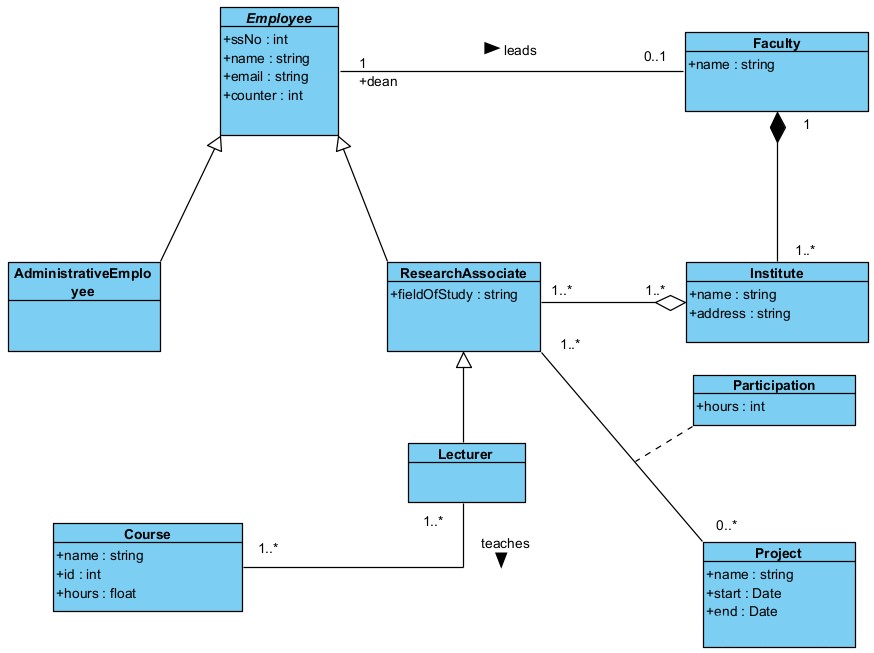 Employee
+ssNo : int
+name : string
+email : string
+counter : int
1
+dean
leads
0..1
Faculty
+name : string
1
1..*
AdministrativeEmplo
yee
ResearchAssociate
+fieldOfStudy : string
1..*
1..*
Institute
+name : string
+address : string
1..*
Participation
+hours : int
Lecturer
1..*
teaches
0..*
Course
+name : string
+id : int
+hours : float
1..*
Project
+name : string
+start : Date
+end : Date